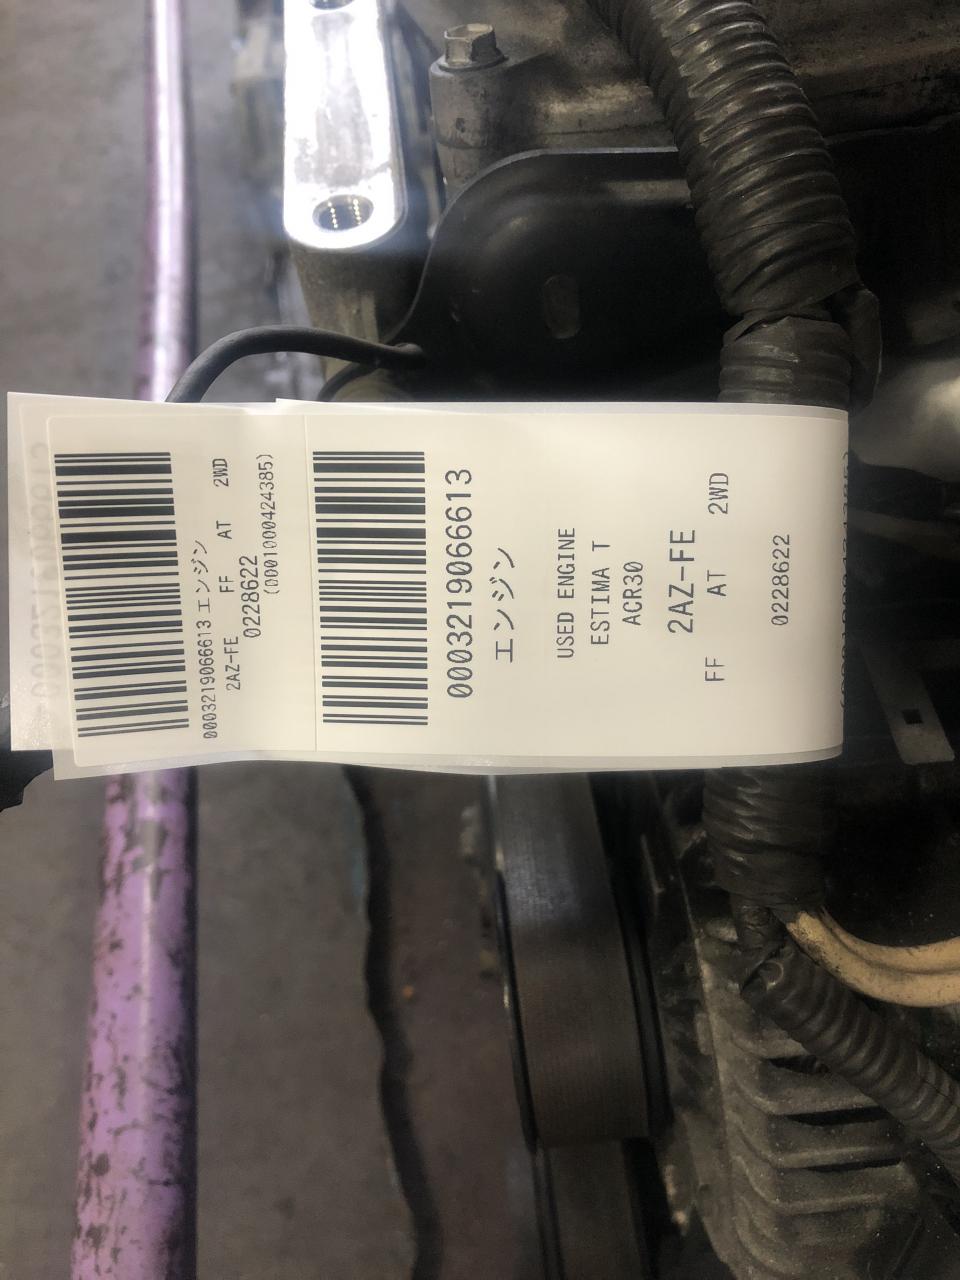 0003219066613 エンジン
2AZ-FE FF AT 2WD
0228622
(0001000424385)
0003219066613
エンジン
USED ENGINE
ESTIMA T
ACR30
2AZ-FE
FF AT 2WD
0228622